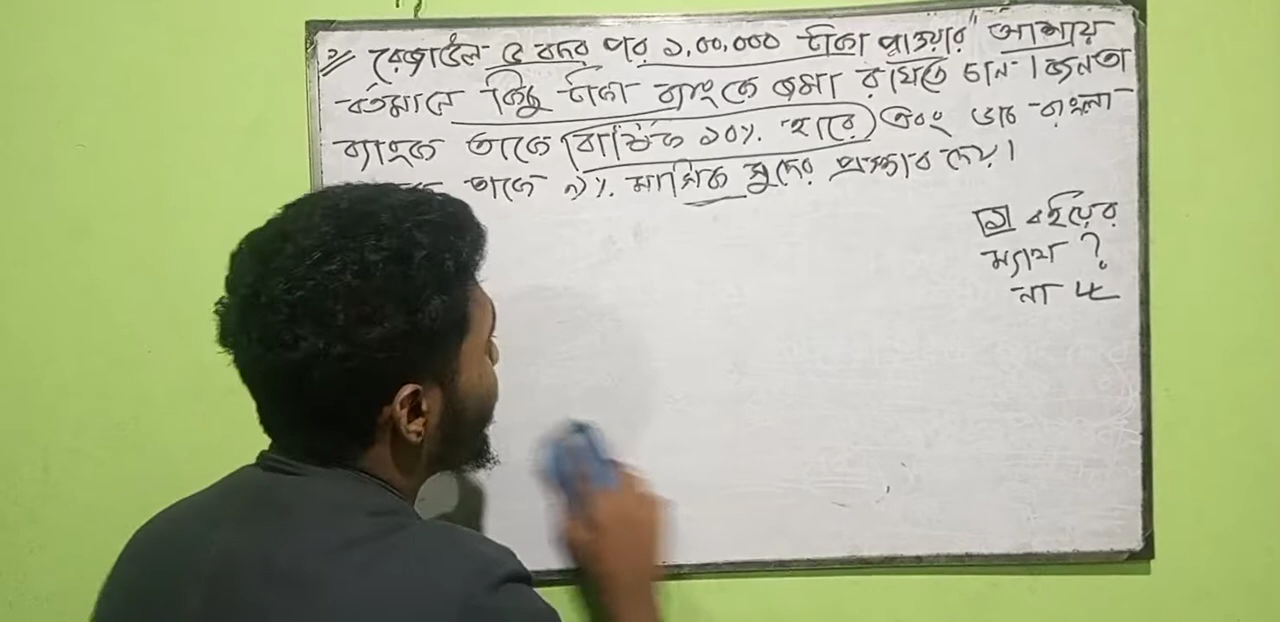 ২// রেজাউল ৫ বছর পর ১,০০,০০০ টাকা পাওয়ার আশায়
বর্তমানে কিছু টাকা ব্যাংকে জমা রাখতে চান। জনতা
ব্যাংক তাকে বার্ষিক ১০% হারে এবং ডাচ বাংলা
তাকে ৯% মাসিক সুদের প্রস্তাব দেয়।
বইয়ের
ম্যাথ ?
না